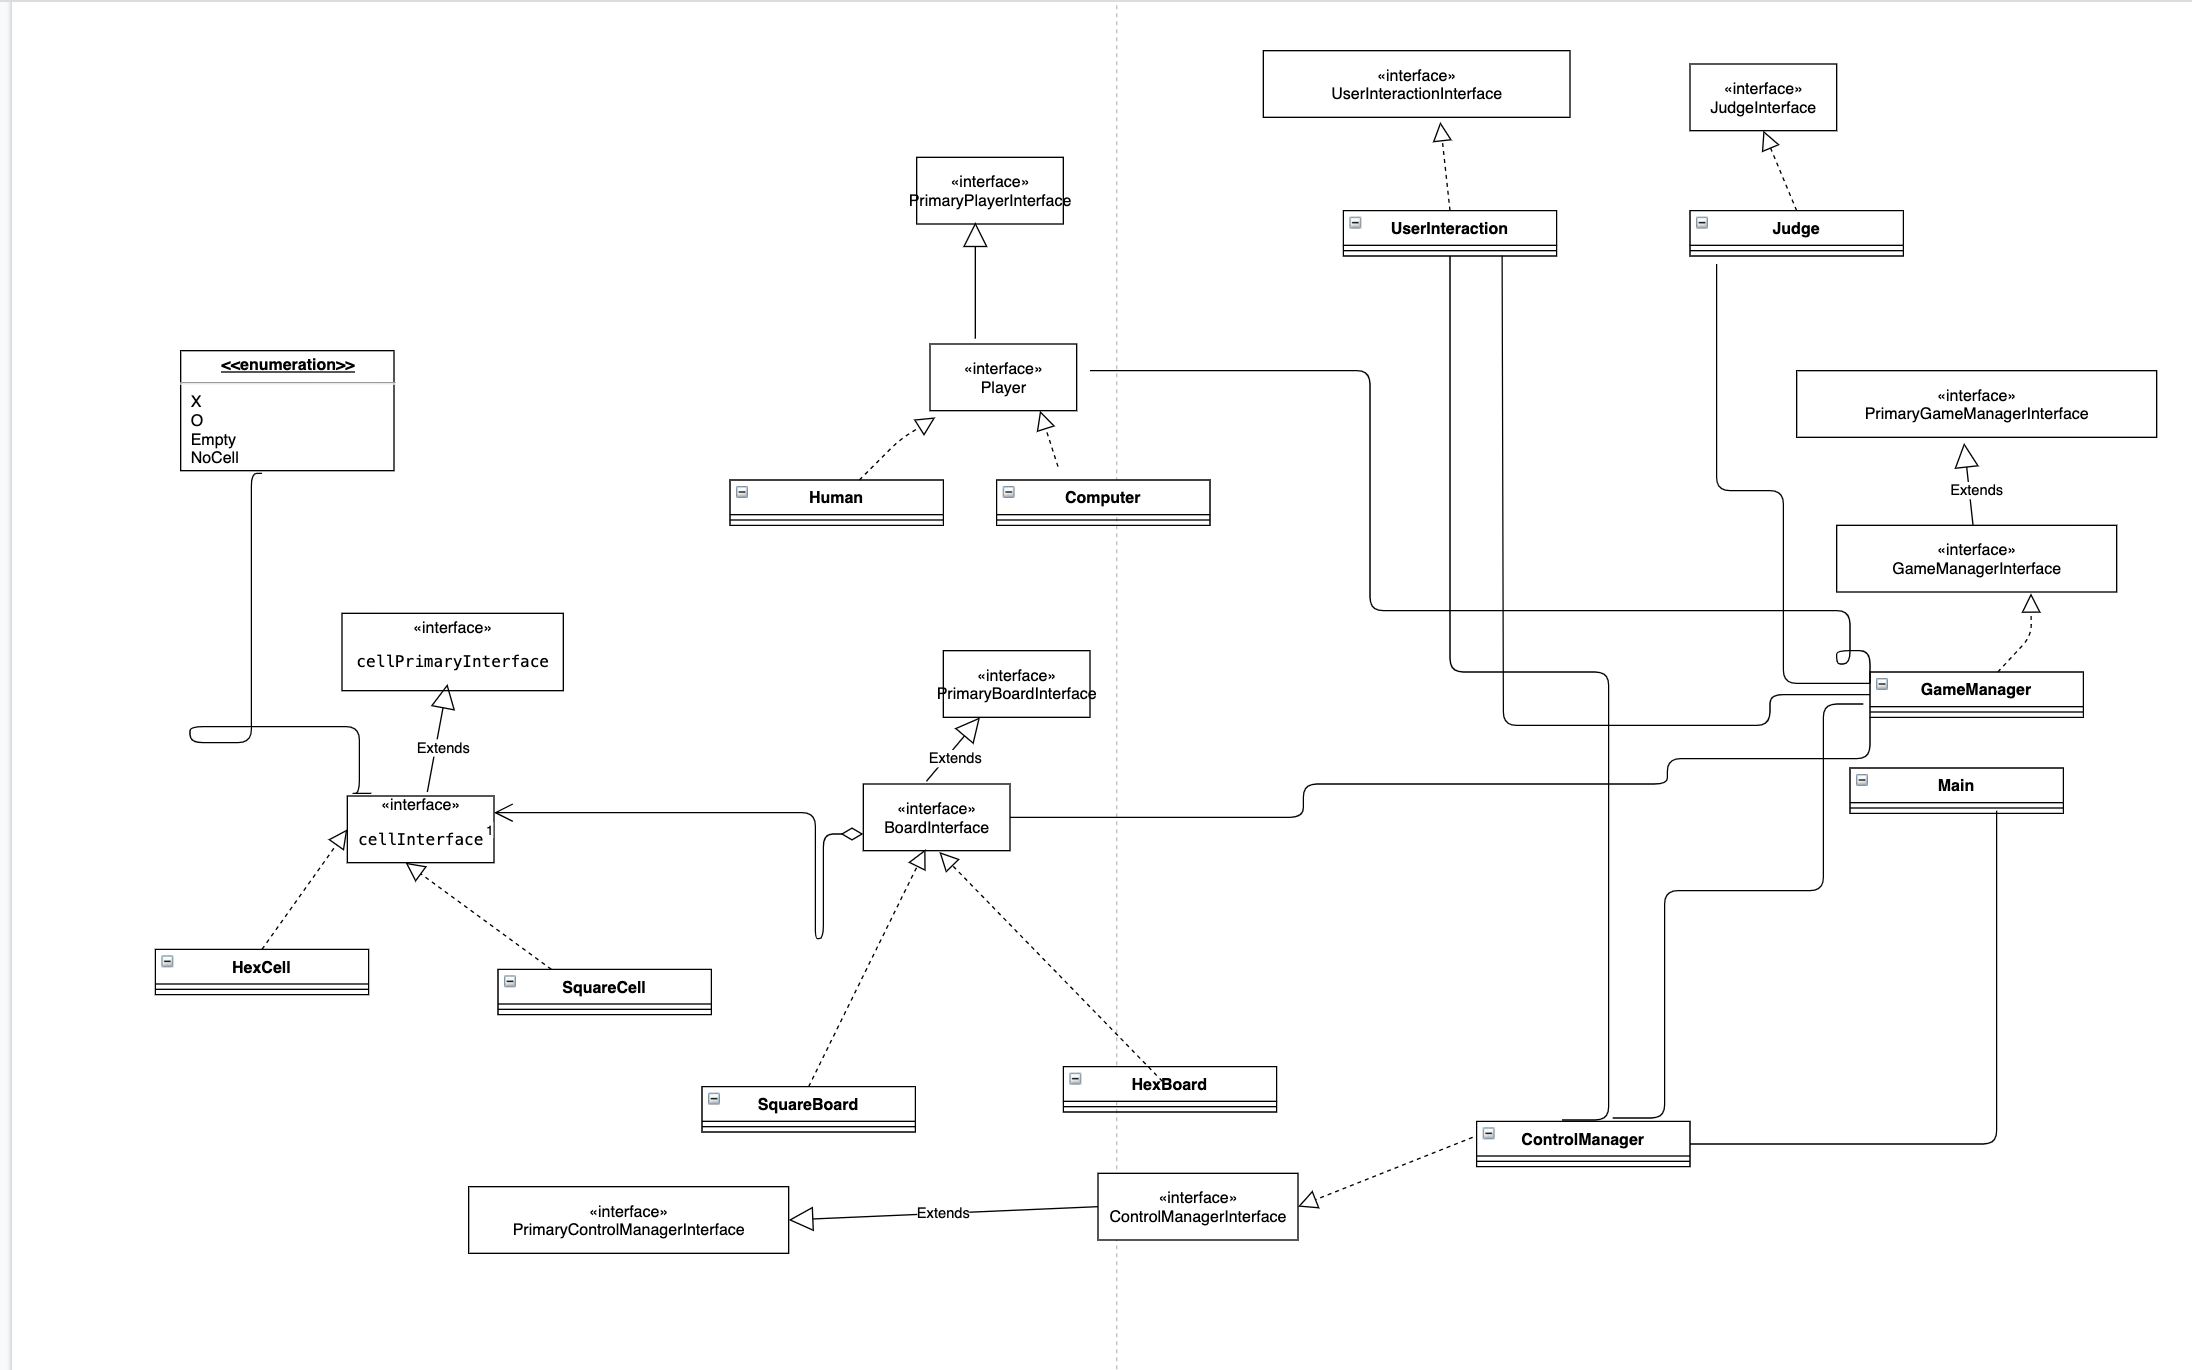 «interface»
UserInteractionInterface
«interface»
JudgeInterface
«interface»
PrimaryPlayerInterface
UserInteraction
Judge
<<enumeration>>
X
O
Empty
NoCell
«interface»
Player
«interface»
PrimaryGameManagerInterface
Extends
Human
Computer
«interface»
GameManagerInterface
«interface»
cellPrimaryInterface
«interface»
PrimaryBoardInterface
GameManager
Extends
Extends
Main
«interface»
cellInterface
1
«interface»
BoardInterface
HexCell
SquareCell
SquareBoard
HexBoard
ControlManager
«interface»
PrimaryControlManagerInterface
Extends
«interface»
ControlManagerInterface